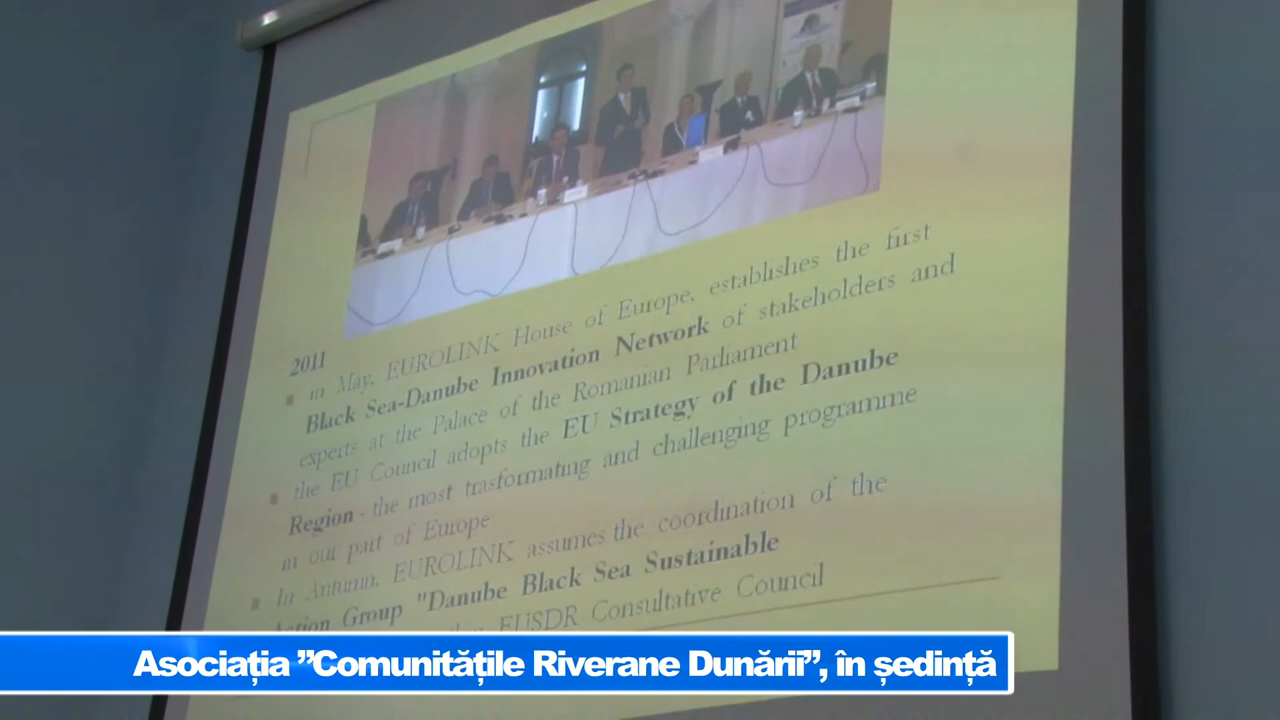 2011
in May, EUROLINK House of Europe, establishes the first
Black Sea-Danube Innovation Network of stakeholders and
experts at the Palace of the Romanian Parliament
the EU Council adopts the EU Strategy of the Danube
Region - the most trasformating and challenging programme
in our part of Europe
In Autumn, EUROLINK assumes the coordination of the
Action Group "Danube Black Sea Sustainable
EUSDR Consultative Council
Asociația ”Comunitățile Riverane Dunării”, în ședință